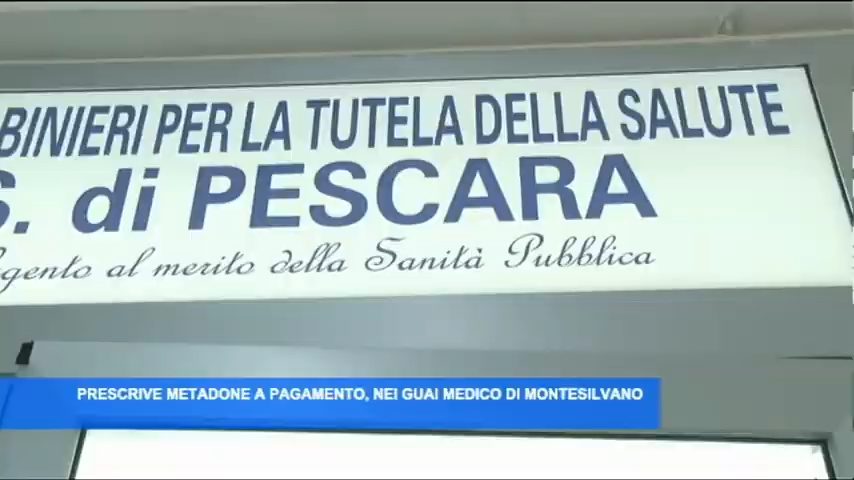 BINIERI PER LA TUTELA DELLA SALUTE
S. di PESCARA
gento al merito della Sanità Pubblica
PRESCRIVE METADONE A PAGAMENTO, NEI GUAI MEDICO DI MONTESILVANO